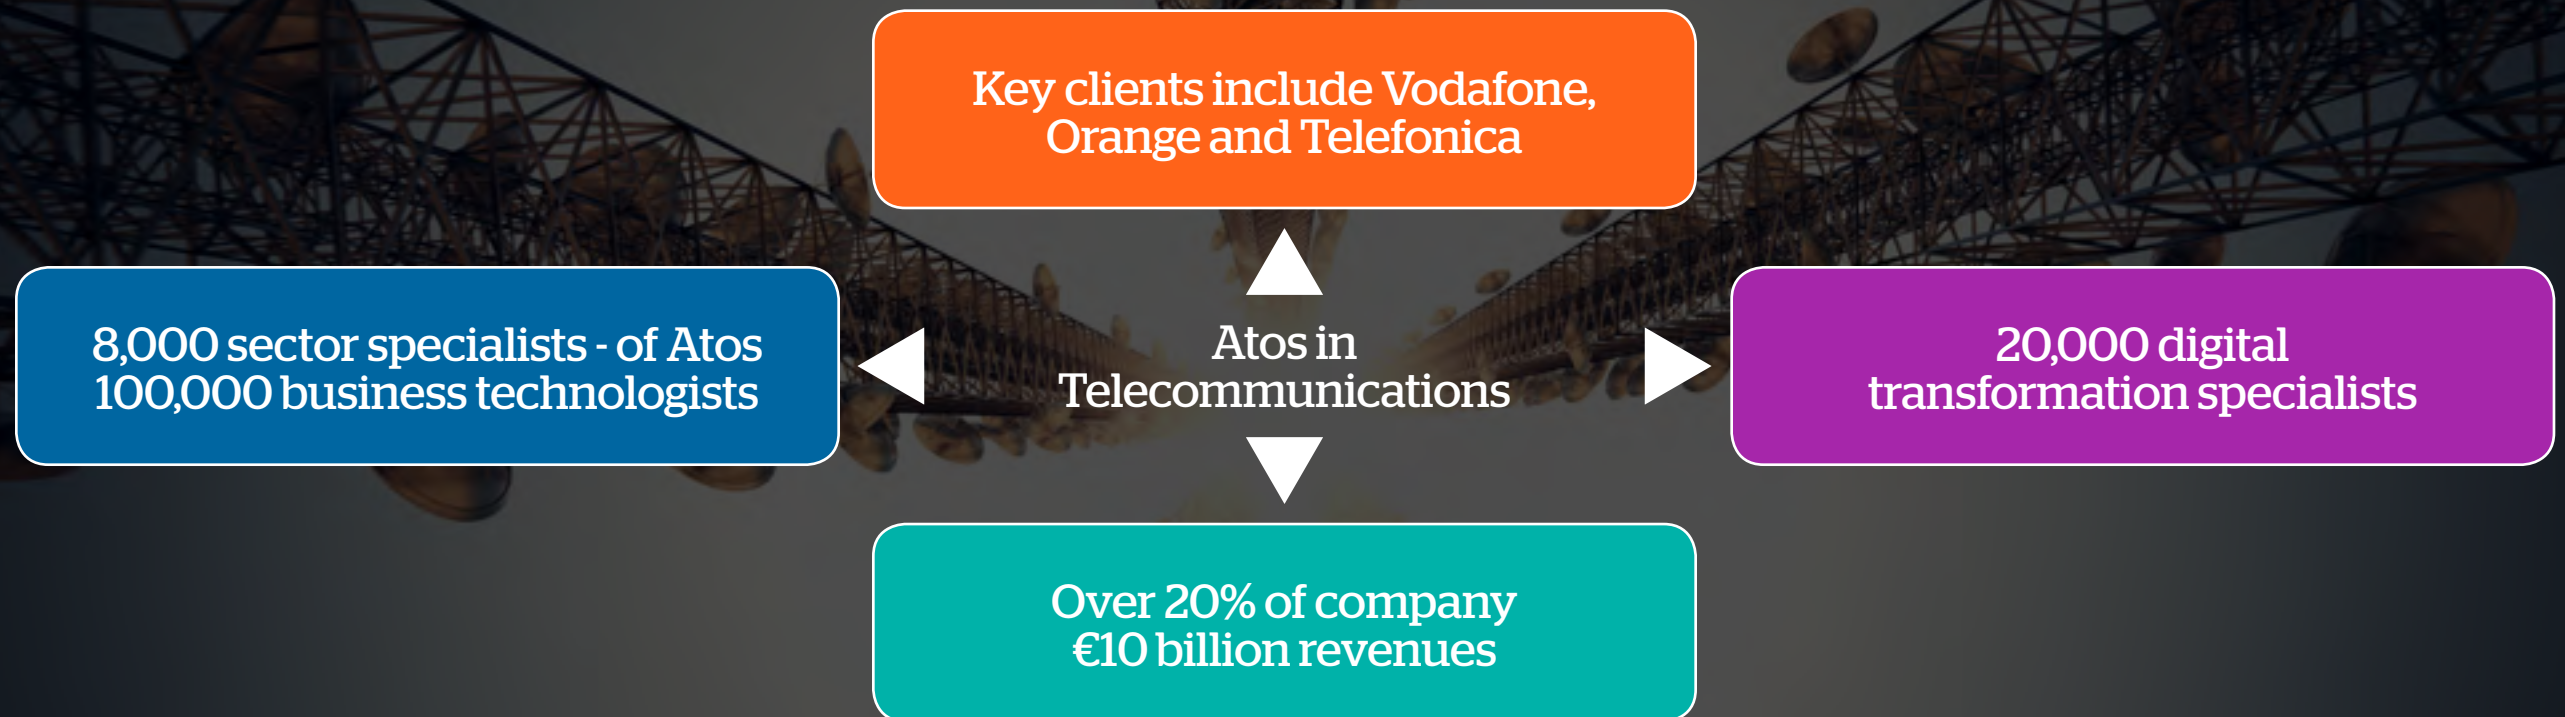 Key clients include Vodafone,
Orange and Telefonica
8,000 sector specialists - of Atos
100,000 business technologists
Atos in
Telecommunications
20,000 digital
transformation specialists
Over 20% of company
€10 billion revenues